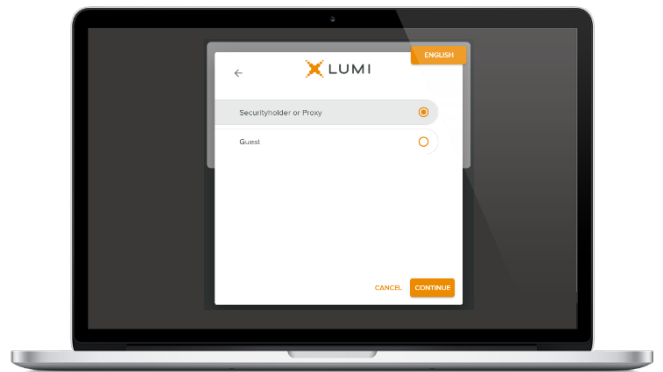 ENGLISH
LUMI
Securityholder or Proxy
Guest
CANCEL
CONTINUE